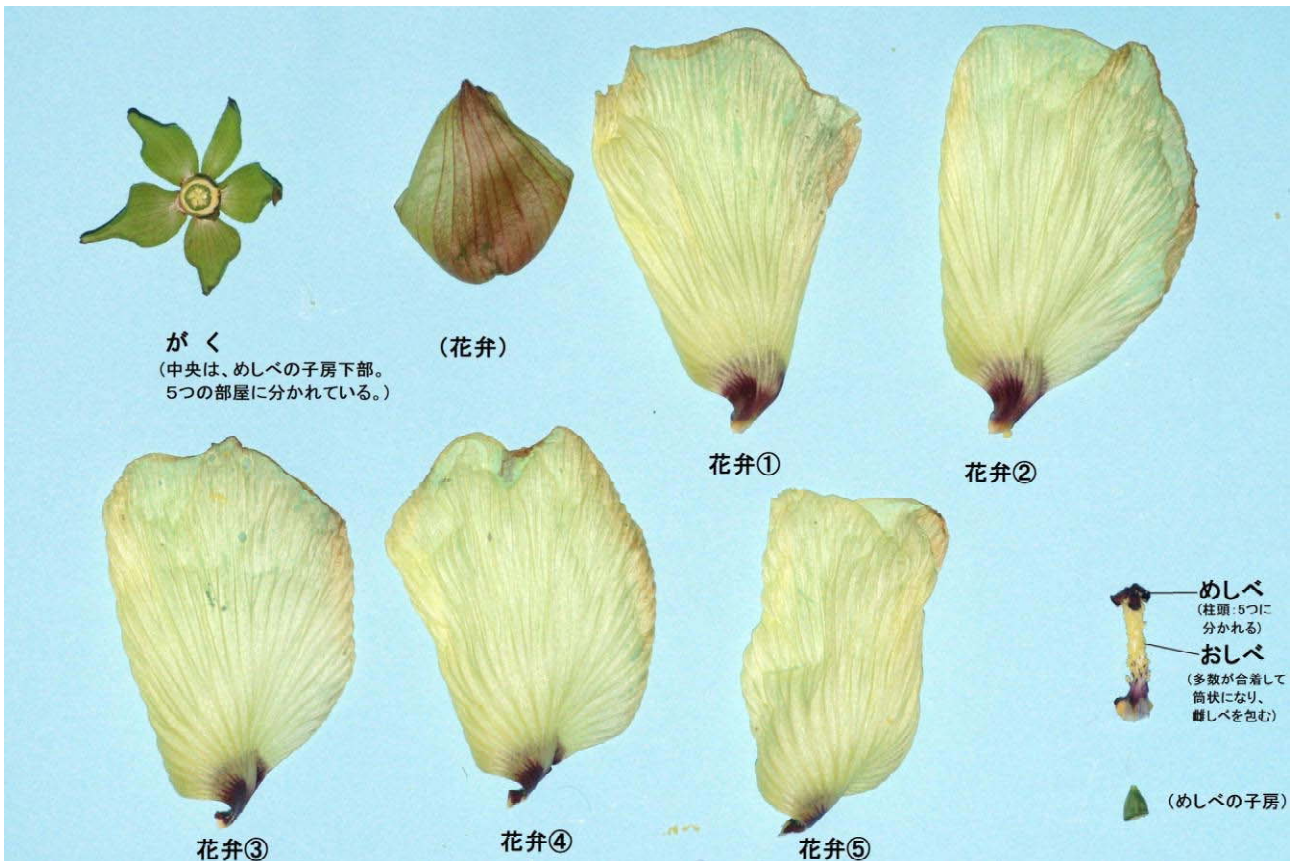 がく
(中央は、めしべの子房下部。
5つの部屋に分かれている。)
(花弁)
花弁①
花弁②
花弁③
花弁④
花弁⑤
めしべ
(柱頭:5つに
分かれる)
おしべ
(多数が合着して
筒状になり、
雌しべを包む)
(めしべの子房)